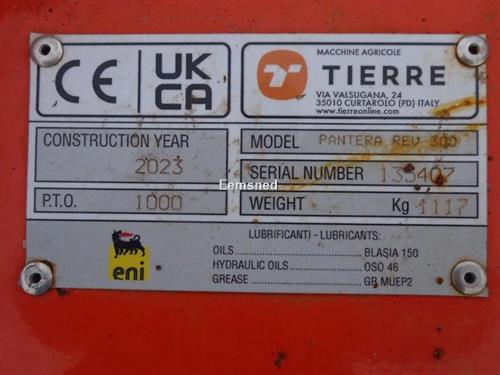 CE
UK
CA
MACCHINE AGRICOLE
TIERRE
VIA VALSUGANA, 24
35010 CURTAROLO (PD) ITALY
www.tierreonline.com
CONSTRUCTION YEAR
2023
MODEL PANTERA REV 300
SERIAL NUMBER 135407
P.T.O. 1000
WEIGHT Kg 1117
Eemsned
eni
LUBRIFICANTI - LUBRICANTS:
OILS BLASIA 150
HYDRAULIC OILS OSO 46
GREASE GR MUEP2